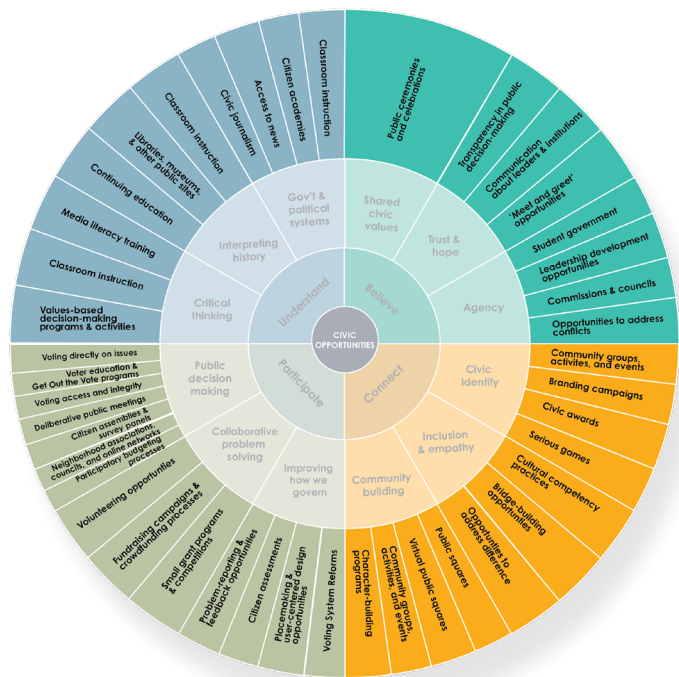 CIVIC
OPPORTUNITIES
Understand
Believe
Connect
Participate
Gov't &
political
systems
Interpreting
history
Critical
thinking
Shared
civic
values
Trust &
hope
Agency
Civic
identity
Inclusion
& empathy
Community
building
Improving
how we
govern
Collaborative
problem
solving
Public
decision
making
Public ceremonies
and celebrations
Transparency in public
decision-making
Communication
about leaders & institutions
'Meet and greet'
opportunities
Student government
Leadership development
opportunities
Commissions & councils
Opportunities to address
conflicts
Community groups,
activites, and events
Branding campaigns
Civic awards
Serious games
Cultural competency
practices
Bridge-building
opportunities
Opportunities to
address difference
Public squares
Virtual public squares
Community groups,
activities, and events
Character-building
programs
Voting System Reforms
Placemaking &
user-centered design
opportunities
Citizen assessments
Problem-reporting &
feedback opportunities
Small grant programs
& competitions
Fundraising campaigns &
crowdfunding processes
Volunteering opportunties
Participatory budgeting
processes
Neighborhood associations,
councils, and online networks
Citizen assemblies &
survey panels
Deliberative public meetings
Voting access and integrity
Voter education &
Get Out the Vote programs
Voting directly on issues
Values-based
decision-making
programs & activities
Classroom instruction
Media literacy training
Continuing education
Libraries, museums,
& other public sites
Classroom instruction
Civic journalism
Access to news
Citizen academies
Classroom instruction